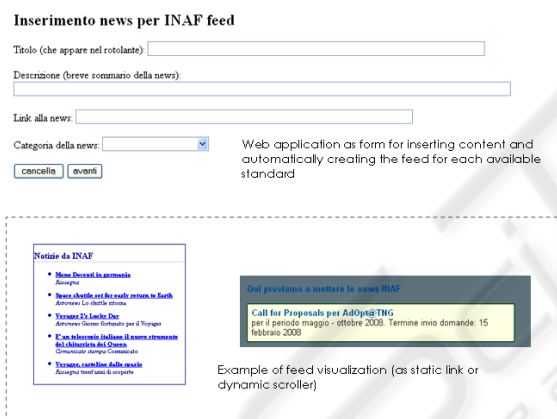 Inserimento news per INAF feed
Titolo (che appare nel rotolante):
Descrizione (breve sommario della news):
Link alla news:
Categoria della news:
cancella avanti
Web application as form for inserting content and
automatically creating the feed for each available
standard
Notizie da INAF
Mene Docenti in germania
Rassegna
Space shuttle set for early return to Earth
Astronews Lo shuttle ritorna
Voyager 2's Lucky Day
Astronews Giorno fortunato per il Voyager
E' un telescopio italiano il nuovo strumento
del chitarrista dei Queen
Comunicato stampa Comunicato
Voyager, cartoline dallo spazio
Rassegna trent'anni di scoperte
Qui proviamo a mettere le news INAF
Call for Proposals per AdOpt@TNG
per il periodo maggio - ottobre 2008. Termine invio domande: 15
febbraio 2008
Example of feed visualization (as static link or
dynamic scroller)